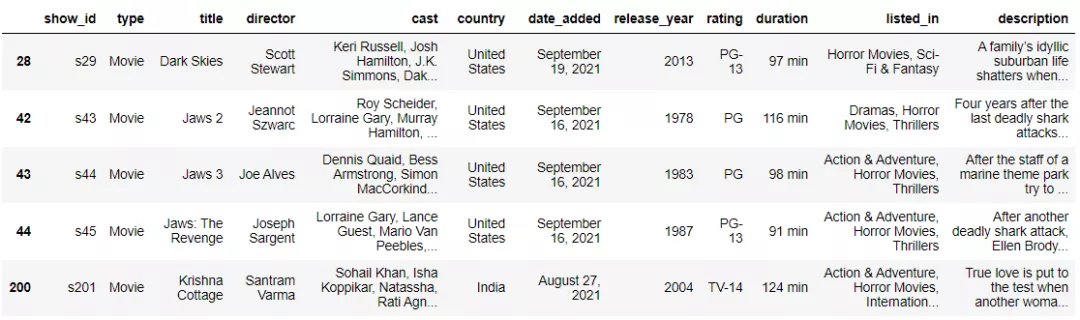 show_id type title director cast country date_added release_year rating duration listed_in description
28
s29
Movie
Dark Skies
Scott
Stewart
Keri Russell, Josh
Hamilton, J.K.
Simmons, Dak...
United
States
September
19, 2021
2013
PG-
13
97 min
Horror Movies, Sci-
Fi & Fantasy
A family's idyllic
suburban life
shatters when...
42
s43
Movie
Jaws 2
Jeannot
Szwarc
Roy Scheider,
Lorraine Gary, Murray
Hamilton, ...
United
States
September
16, 2021
1978
PG
116 min
Dramas, Horror
Movies, Thrillers
Four years after the
last deadly shark
attacks...
43
s44
Movie
Jaws 3
Joe Alves
Dennis Quaid, Bess
Armstrong, Simon
MacCorkind...
United
States
September
16, 2021
1983
PG
98 min
Action & Adventure,
Horror Movies,
Thrillers
After the staff of a
marine theme park
try to ...
44
s45
Movie
Jaws: The
Revenge
Joseph
Sargent
Lorraine Gary, Lance
Guest, Mario Van
Peebles,...
United
States
September
16, 2021
1987
PG-
13
91 min
Action & Adventure,
Horror Movies,
Thrillers
After another
deadly shark attack,
Ellen Brody...
200
s201
Movie
Krishna
Cottage
Santram
Varma
Sohail Khan, Isha
Koppikar, Natassha,
Rati Agn...
India
August 27,
2021
2004
TV-14
124 min
Action & Adventure,
Horror Movies,
Internation...
True love is put to
the test when
another woma...